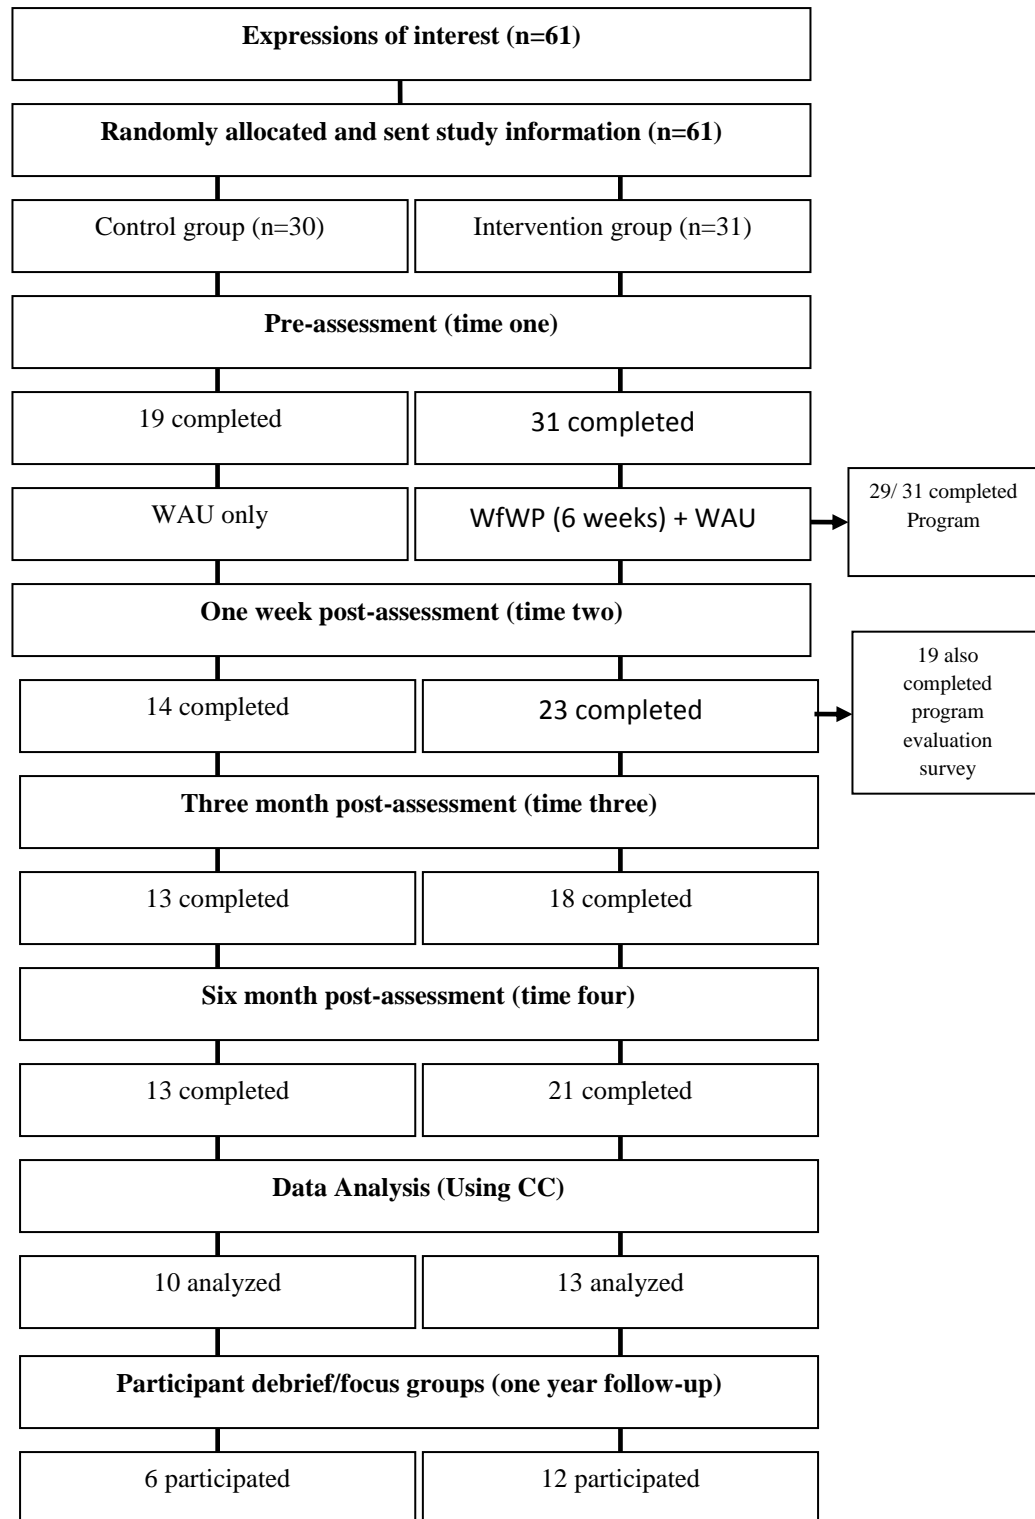 Expressions of interest (n=61)
Randomly allocated and sent study information (n=61)
Control group (n=30)
Intervention group (n=31)
Pre-assessment (time one)
19 completed
31 completed
WAU only
WfWP (6 weeks) + WAU
29/ 31 completed
Program
One week post-assessment (time two)
14 completed
23 completed
19 also
completed
program
evaluation
survey
Three month post-assessment (time three)
13 completed
18 completed
Six month post-assessment (time four)
13 completed
21 completed
Data Analysis (Using CC)
10 analyzed
13 analyzed
Participant debrief/focus groups (one year follow-up)
6 participated
12 participated